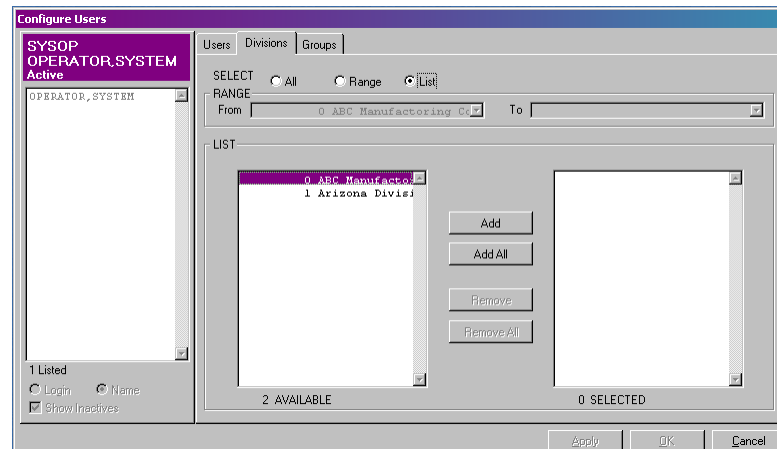 Configure Users
SYSOP
OPERATOR,SYSTEM
Active
OPERATOR,SYSTEM
1 Listed
Login Name
Show Inactives
Users Divisions Groups
SELECT All Range List
RANGE
From 0 ABC Manufactoring Co To
LIST
0 ABC Manufactor
1 Arizona Divisi
Add
Add All
Remove
Remove All
2 AVAILABLE
0 SELECTED
Apply OK Cancel